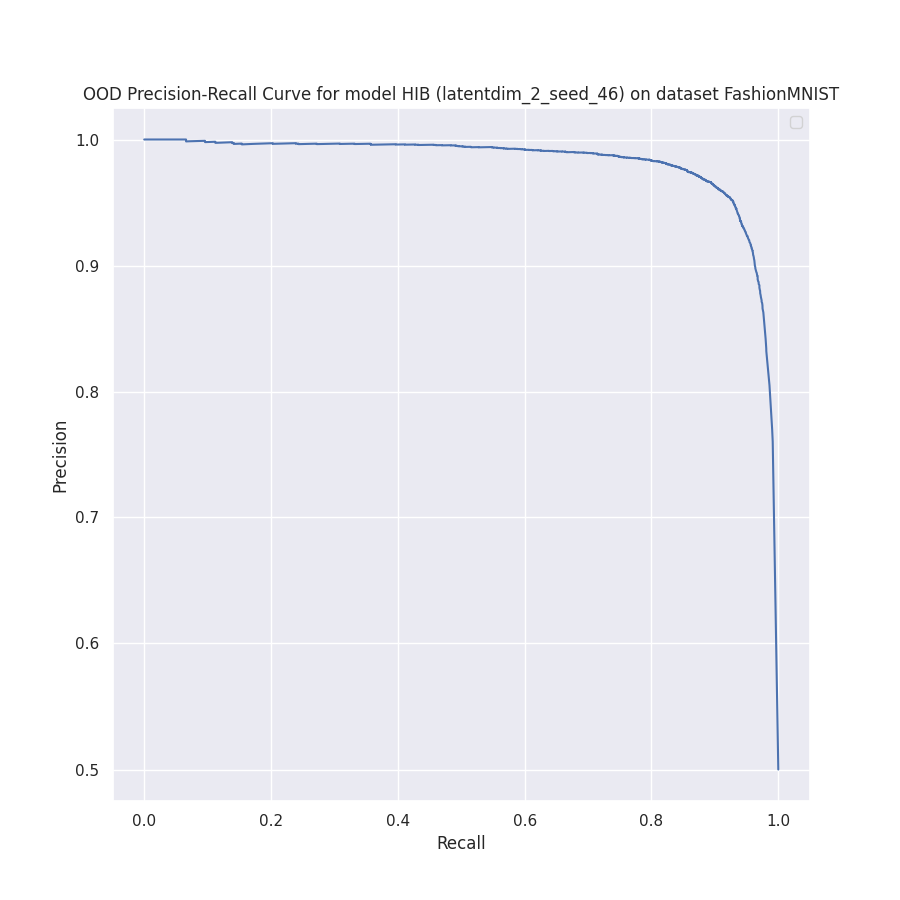 OOD Precision-Recall Curve for model HIB (latentdim_2_seed_46) on dataset FashionMNIST
1.0
0.9
0.8
0.7
0.6
0.5
Precision
0.0 0.2 0.4 0.6 0.8 1.0
Recall